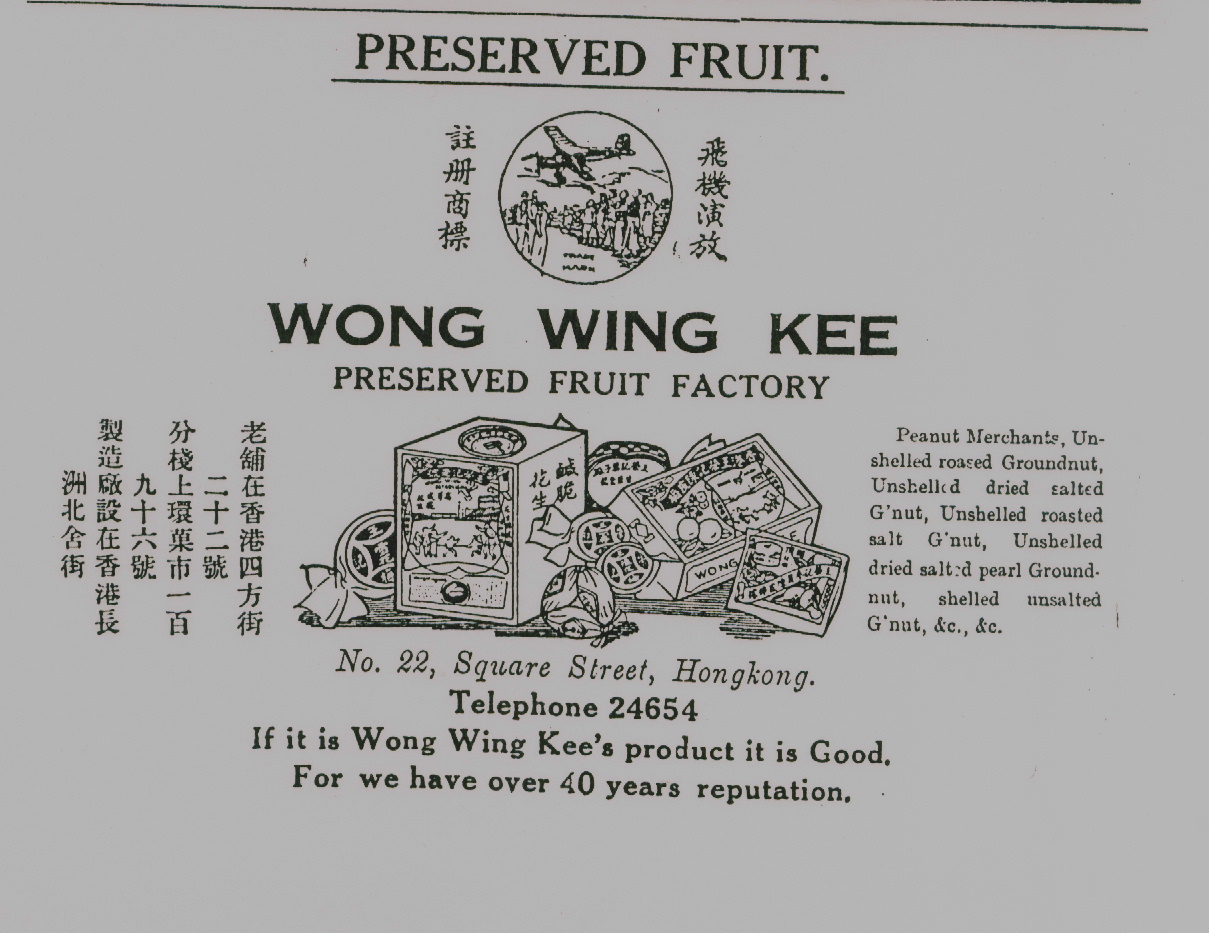 PRESERVED FRUIT.
飛機演放
註册商標
TRADE
MARK
WONG WING KEE
PRESERVED FRUIT FACTORY
老舖在香港四方街
二十二號
分棧上環菓市一百
九十六號
製造廠設在香港長
洲北舍街
鹹脆
花生
WONG
Peanut Merchants, Un-
shelled roased Groundnut,
Unshelled dried salted
G'nut, Unshelled roasted
salt G'nut, Unshelled
dried salted pearl Ground-
nut, shelled unsalted
G'nut, &c., &c.
No. 22, Square Street, Hongkong.
Telephone 24654
If it is Wong Wing Kee's product it is Good.
For we have over 40 years reputation.